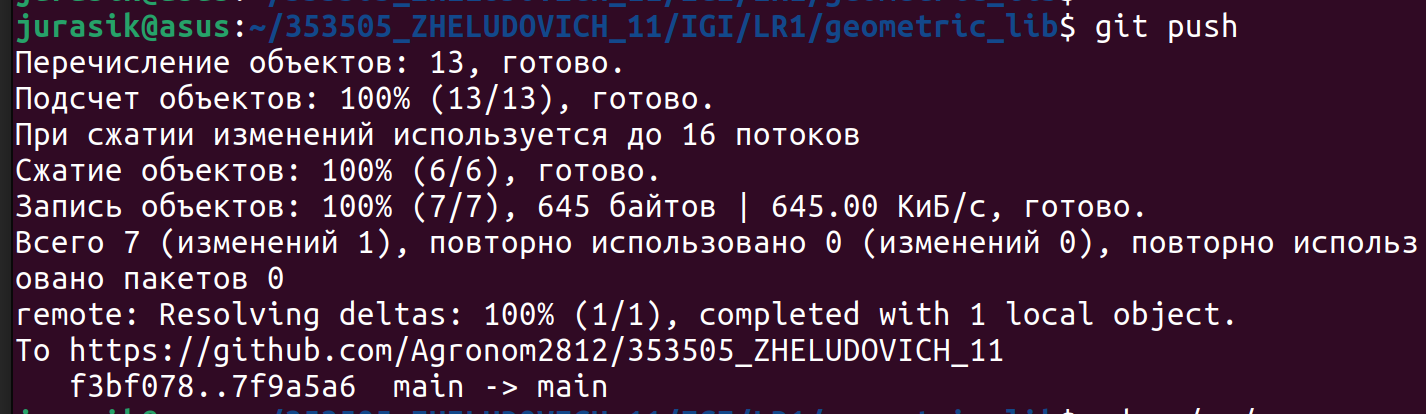 jurasik@asus:~/353505_ZHELUDOVICH_11/IGI/LR1/geometric_lib$ git push
Перечисление объектов: 13, готово.
Подсчет объектов: 100% (13/13), готово.
При сжатии изменений используется до 16 потоков
Сжатие объектов: 100% (6/6), готово.
Запись объектов: 100% (7/7), 645 байтов | 645.00 КиБ/с, готово.
Всего 7 (изменений 1), повторно использовано 0 (изменений 0), повторно использ
овано пакетов 0
remote: Resolving deltas: 100% (1/1), completed with 1 local object.
To https://github.com/Agronom2812/353505_ZHELUDOVICH_11
   f3bf078..7f9a5a6  main -> main